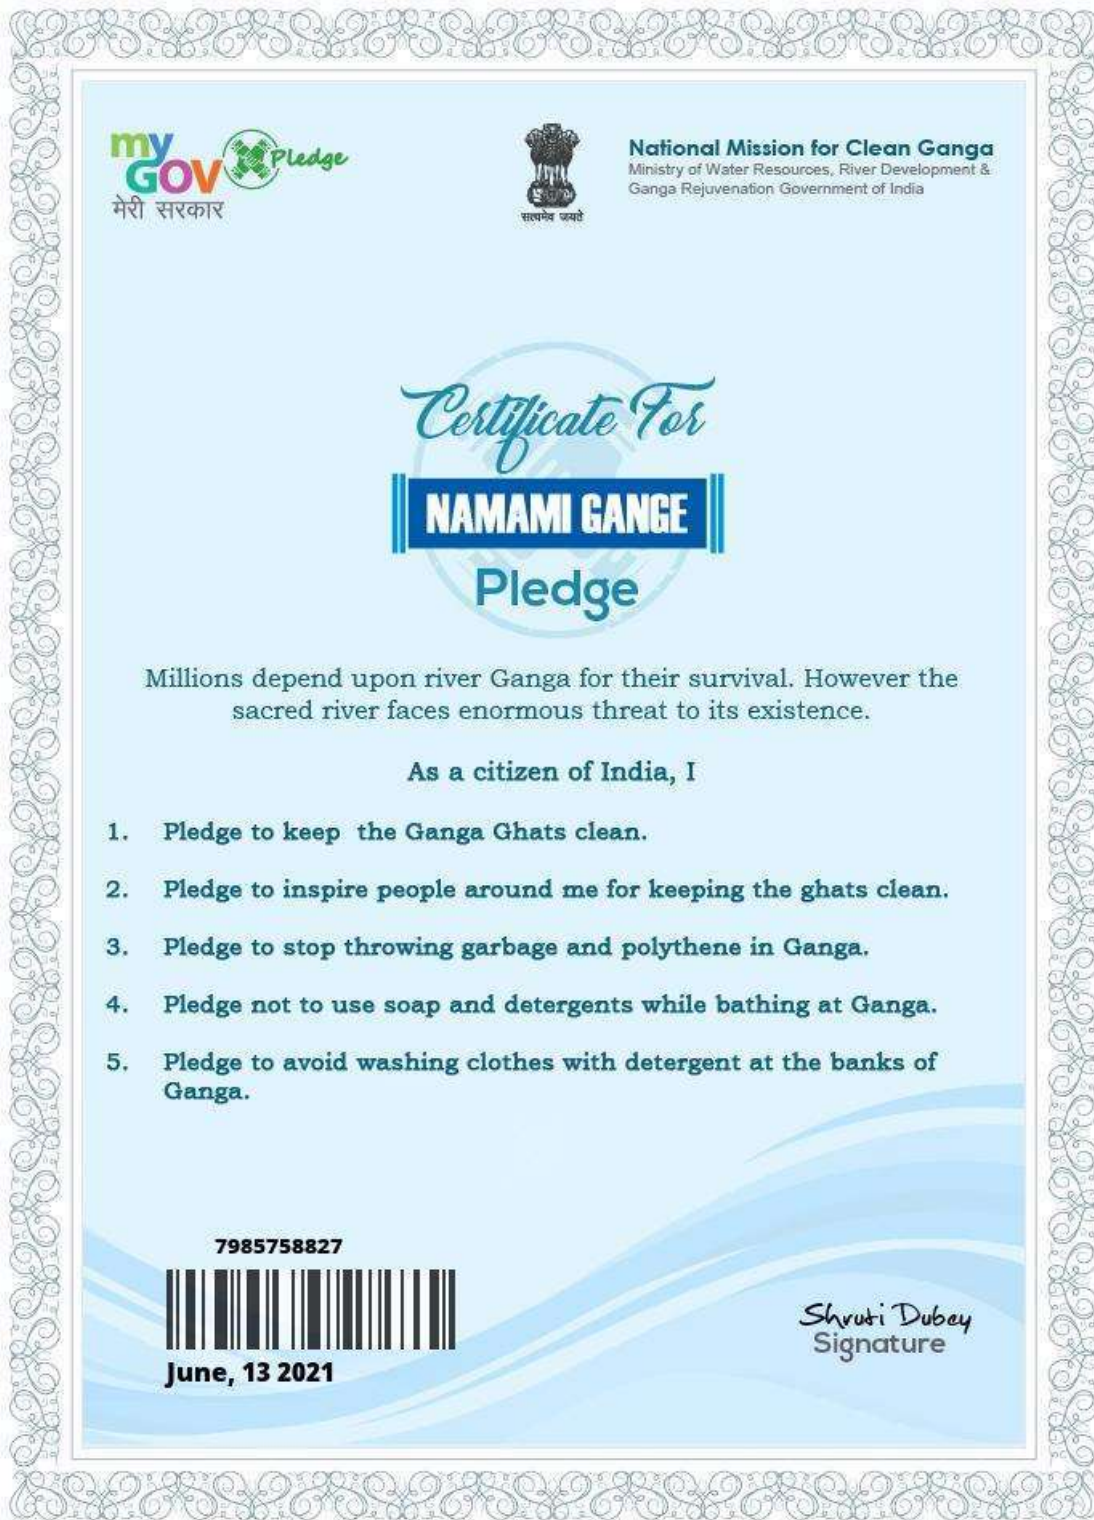 my
GOV
Pledge
मेरी सरकार
सत्यमेव जयते
National Mission for Clean Ganga
Ministry of Water Resources, River Development &
Ganga Rejuvenation Government of India
Certificate For
NAMAMI GANGE
Pledge
Millions depend upon river Ganga for their survival. However the
sacred river faces enormous threat to its existence.
As a citizen of India, I
1. Pledge to keep the Ganga Ghats clean.
2. Pledge to inspire people around me for keeping the ghats clean.
3. Pledge to stop throwing garbage and polythene in Ganga.
4. Pledge not to use soap and detergents while bathing at Ganga.
5. Pledge to avoid washing clothes with detergent at the banks of
Ganga.
7985758827
June, 13 2021
Shruti Dubey
Signature